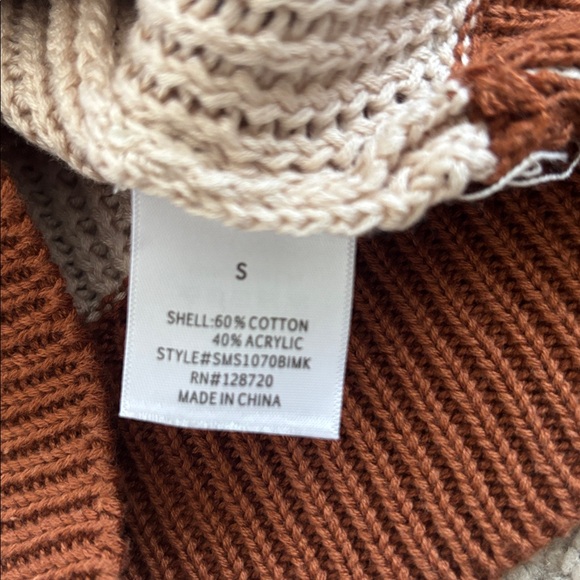 S
SHELL:60% COTTON
40% ACRYLIC
STYLE#SMS1070BIMK
RN#128720
MADE IN CHINA